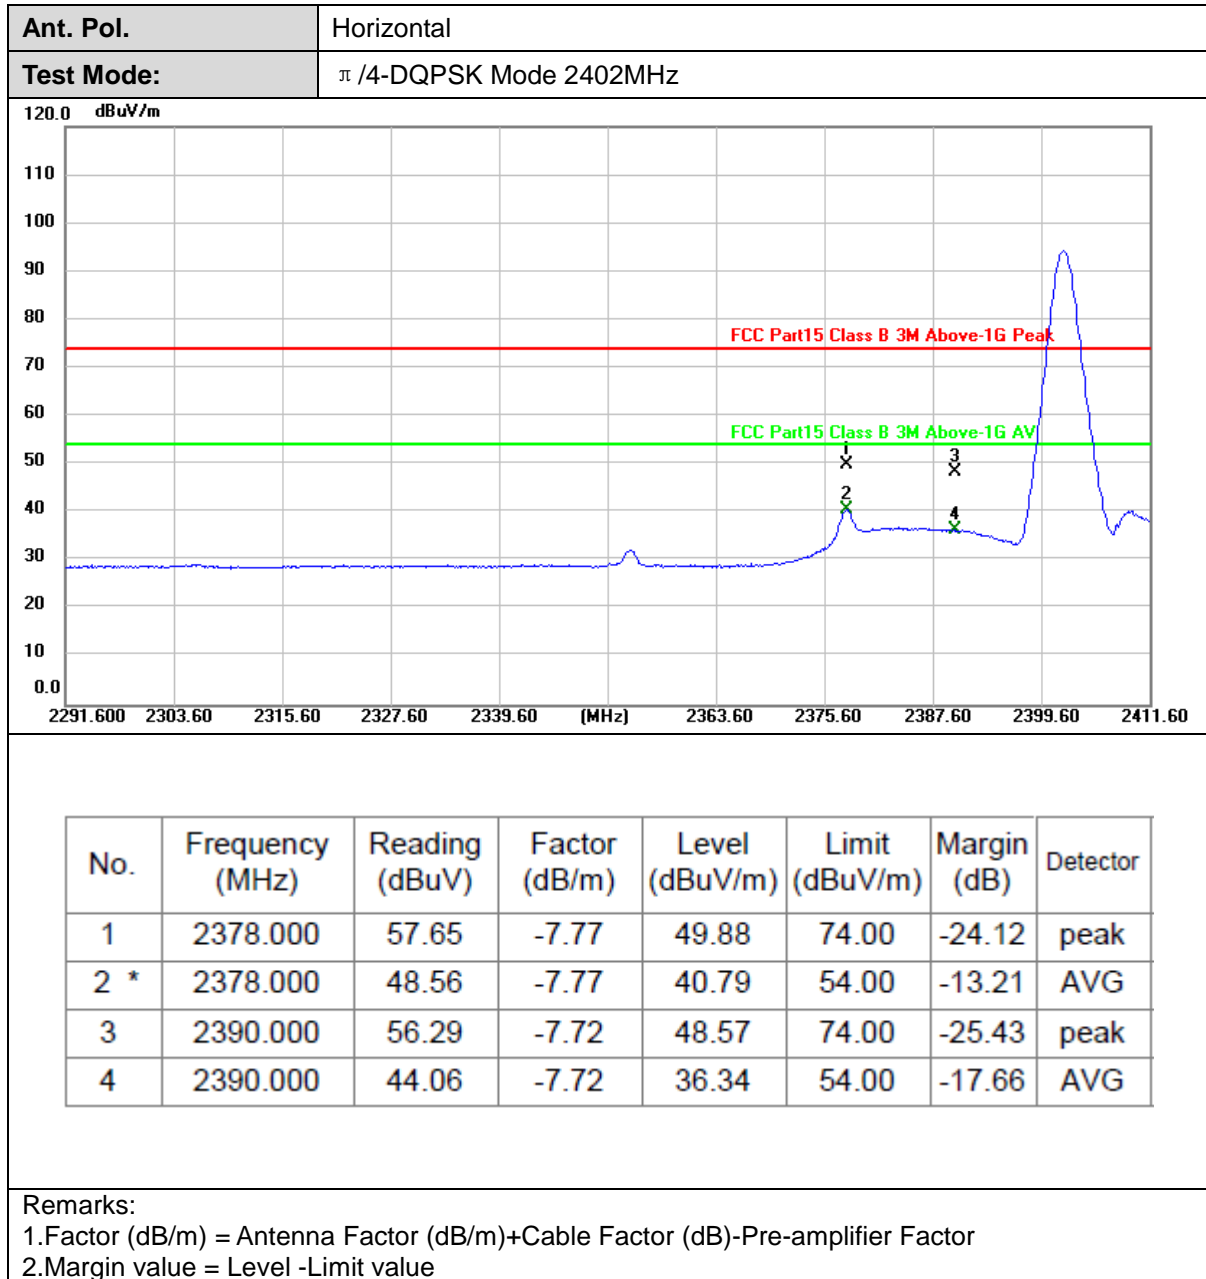 Ant. Pol. Horizontal
Test Mode: π/4-DQPSK Mode 2402MHz
120.0 dBuV/m
110
100
90
80
FCC Part15 Class B 3M Above-1G Peak
70
60
FCC Part15 Class B 3M Above-1G AV
1 3
50
2
40
4
30
20
10
0.0
2291.600 2303.60 2315.60 2327.60 2339.60 (MHz) 2363.60 2375.60 2387.60 2399.60 2411.60
No. Frequency (MHz) Reading (dBuV) Factor (dB/m) Level (dBuV/m) Limit (dBuV/m) Margin (dB) Detector
1 2378.000 57.65 -7.77 49.88 74.00 -24.12 peak
2 * 2378.000 48.56 -7.77 40.79 54.00 -13.21 AVG
3 2390.000 56.29 -7.72 48.57 74.00 -25.43 peak
4 2390.000 44.06 -7.72 36.34 54.00 -17.66 AVG
Remarks:
1.Factor (dB/m) = Antenna Factor (dB/m)+Cable Factor (dB)-Pre-amplifier Factor
2.Margin value = Level -Limit value